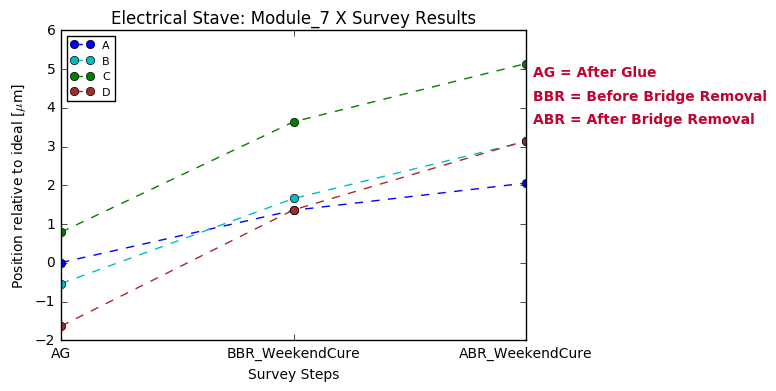 Electrical Stave: Module_7 X Survey Results
Position relative to ideal [μm]
6
5
4
3
2
1
0
−1
−2
A
B
C
D
AG = After Glue
BBR = Before Bridge Removal
ABR = After Bridge Removal
AG
BBR_WeekendCure
ABR_WeekendCure
Survey Steps